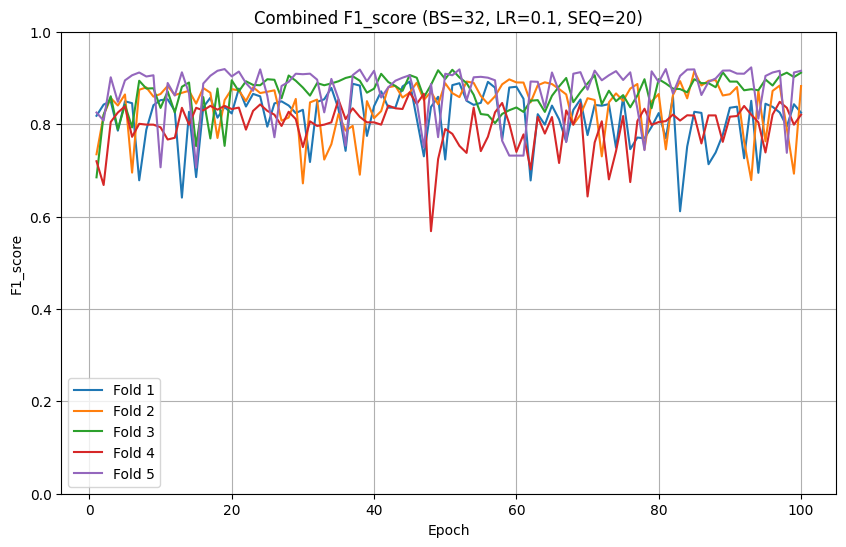 Combined F1_score (BS=32, LR=0.1, SEQ=20)
1.0
0.8
0.6
0.4
0.2
0.0
F1_score
Fold 1
Fold 2
Fold 3
Fold 4
Fold 5
0 20 40 60 80 100
Epoch